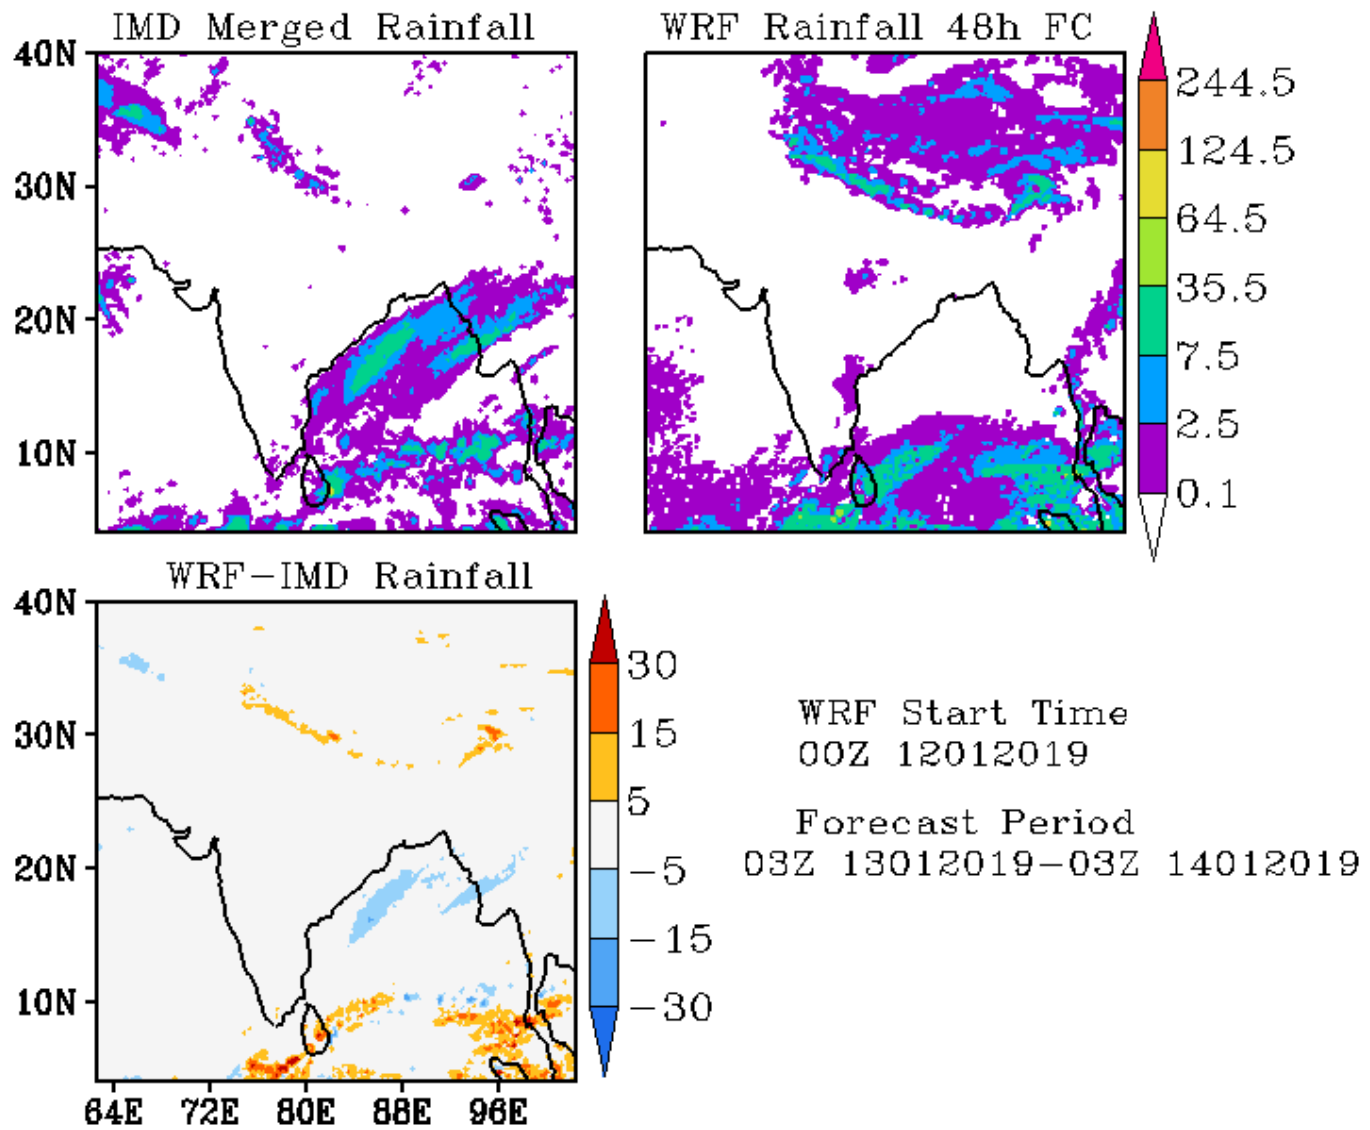 IMD Merged Rainfall
WRF Rainfall 48h FC
40N
30N
20N
10N
244.5
124.5
64.5
35.5
7.5
2.5
0.1
WRF-IMD Rainfall
40N
30N
20N
10N
64E 72E 80E 88E 96E
30
15
5
-5
-15
-30
WRF Start Time
00Z 12012019
Forecast Period
03Z 13012019-03Z 14012019